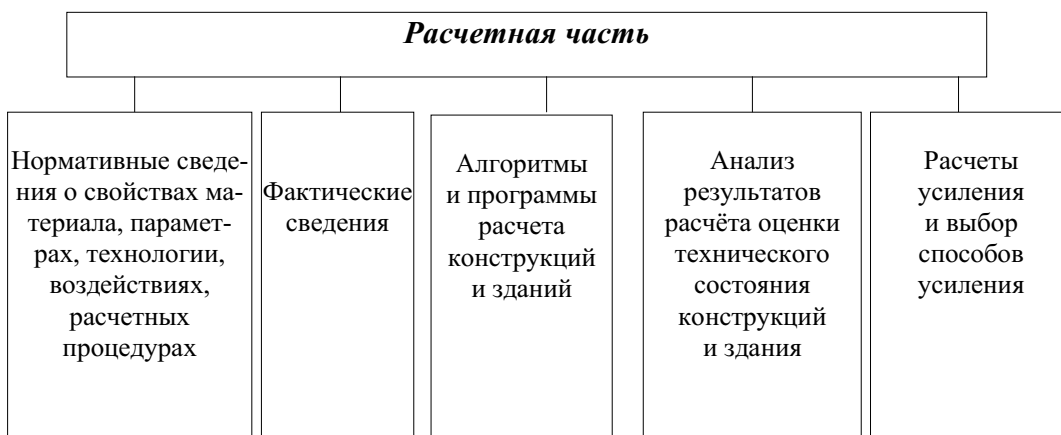 Расчетная часть
Нормативные сведе-
ния о свойствах ма-
териала, парамет-
рах, технологии,
воздействиях,
расчетных
процедурах
Фактические
сведения
Алгоритмы
и программы
расчета
конструкций
и зданий
Анализ
результатов
расчёта оценки
технического
состояния
конструкций
и здания
Расчеты
усиления
и выбор
способов
усиления